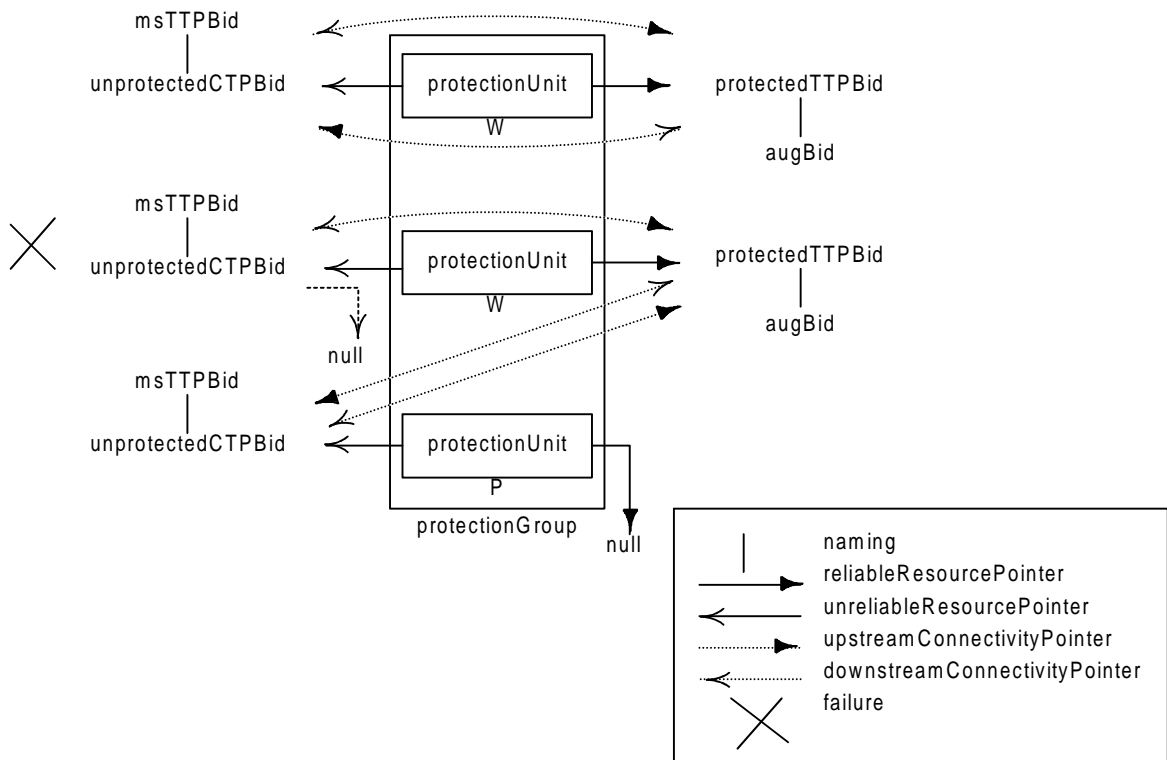 msTTPBid
unprotectedCTPBid
protectionUnit
W
protectedTTPBid
augBid
msTTPBid
unprotectedCTPBid
protectionUnit
W
protectedTTPBid
augBid
null
msTTPBid
unprotectedCTPBid
protectionUnit
P
protectionGroup
null
naming
reliableResourcePointer
unreliableResourcePointer
upstreamConnectivityPointer
downstreamConnectivityPointer
failure